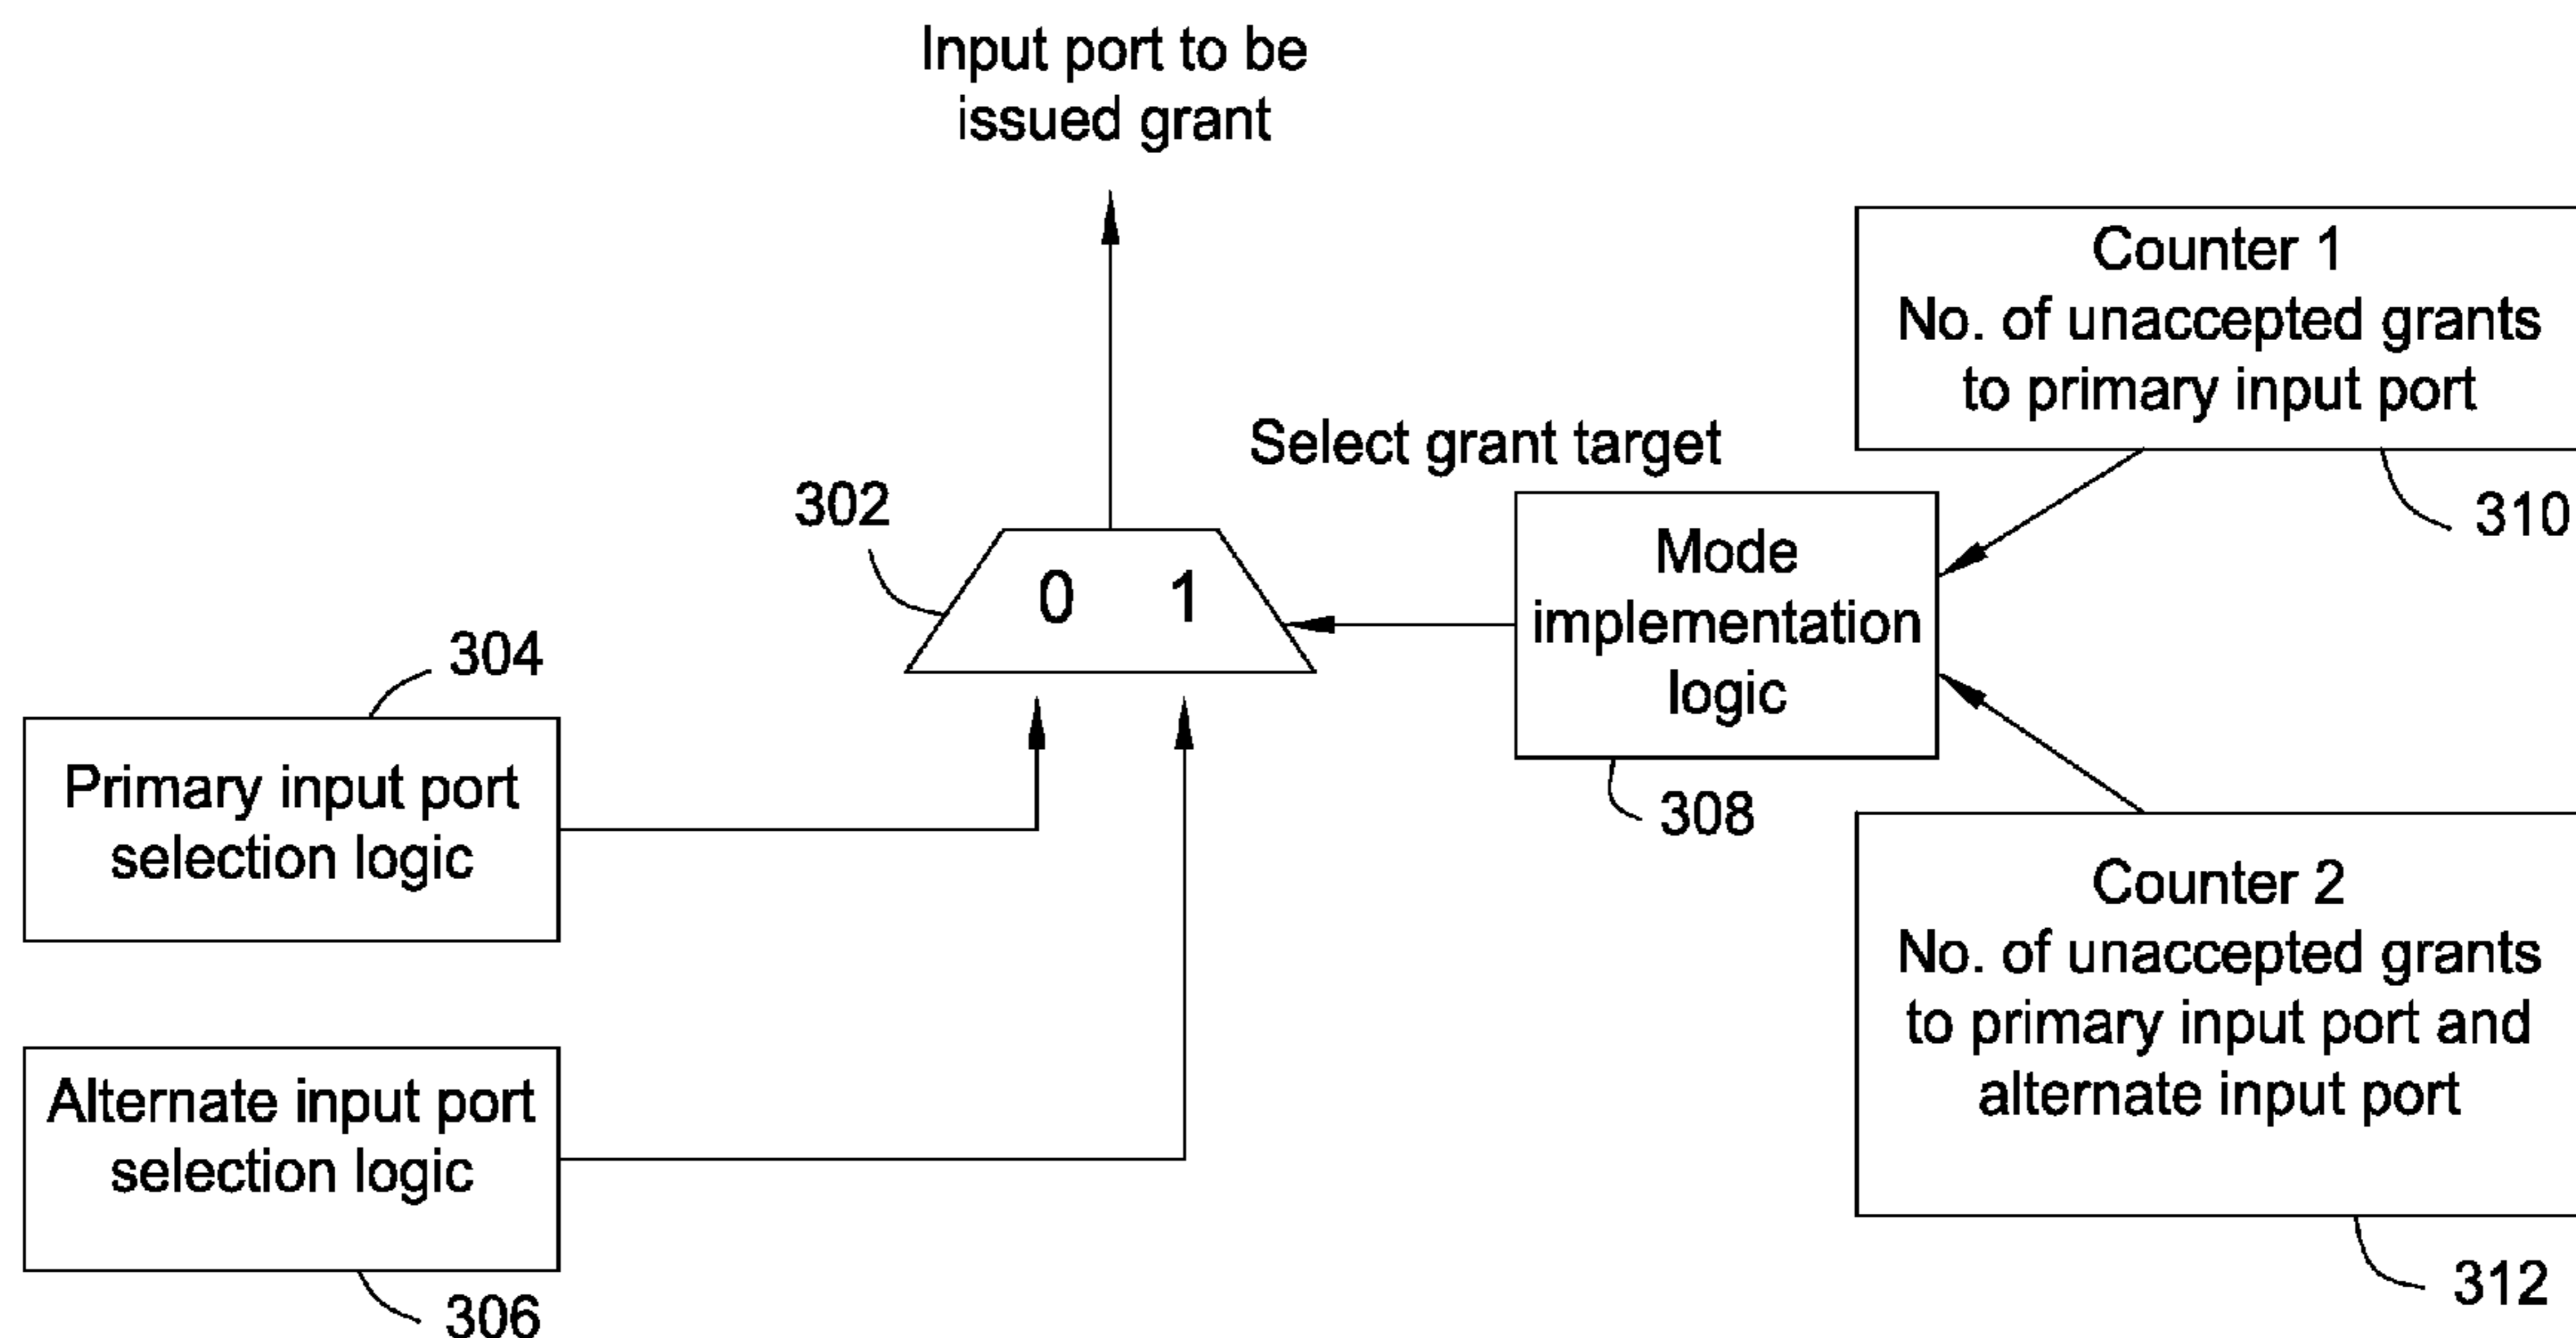 Input port to be
issued grant
Counter 1
No. of unaccepted grants
to primary input port
310
Select grant target
302
0 1
Mode
implementation
logic
308
304
Primary input port
selection logic
Counter 2
No. of unaccepted grants
to primary input port and
alternate input port
312
Alternate input port
selection logic
306